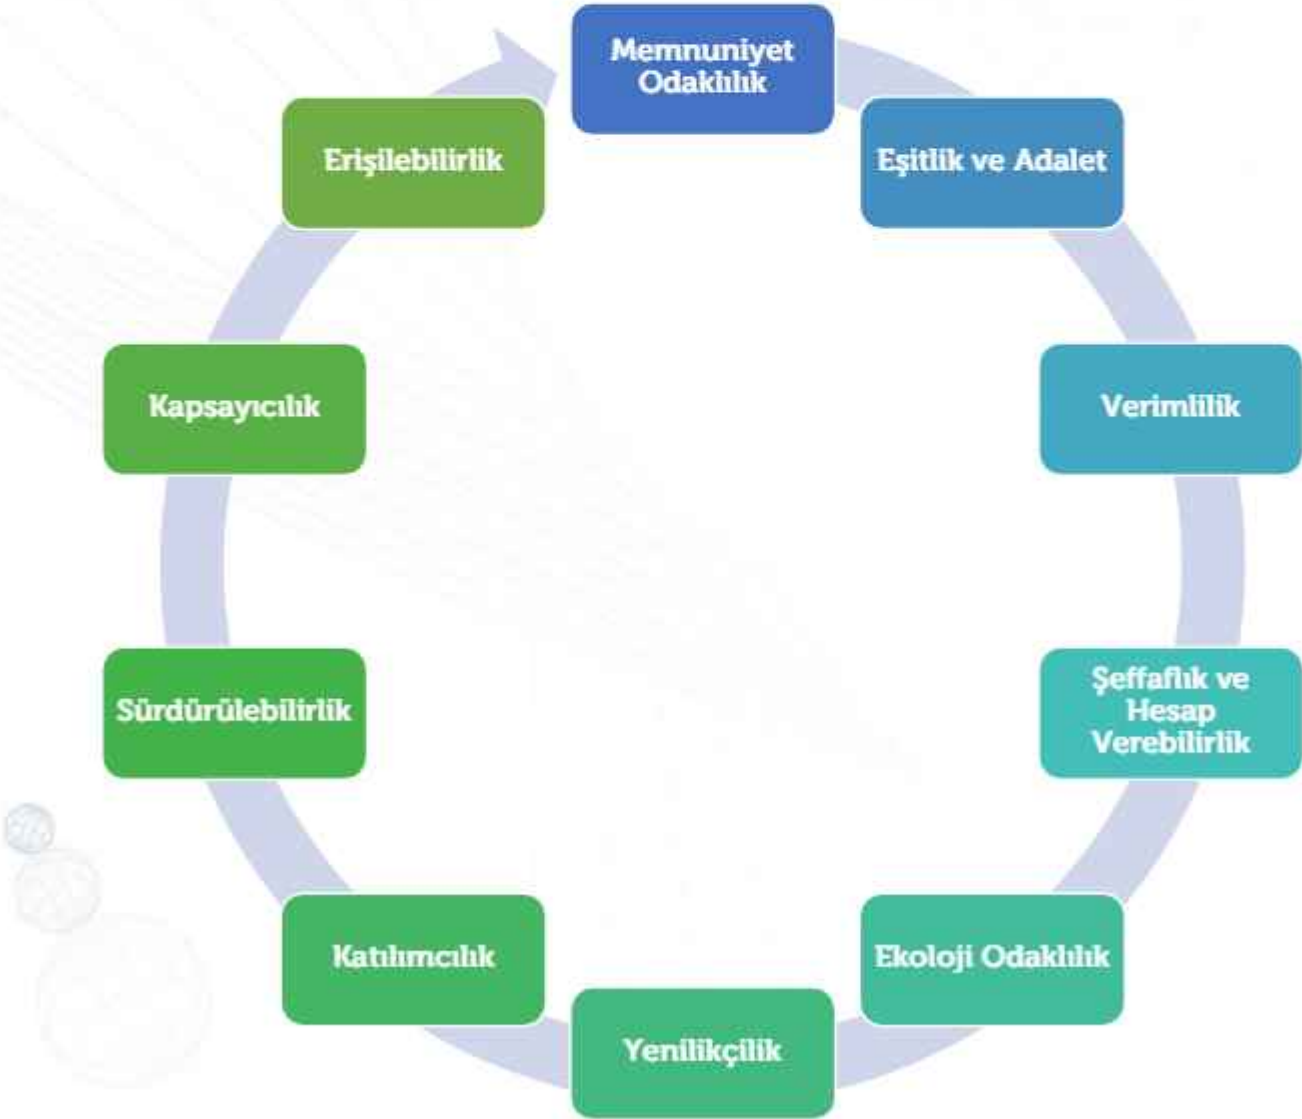 Memnuniyet
Odaklılık
Eşitlik ve Adalet
Verimlilik
Şeffaflık ve
Hesap
Verebilirlik
Ekoloji Odaklılık
Yenilikçilik
Katılımcılık
Sürdürülebilirlik
Kapsayıcılık
Erişilebilirlik